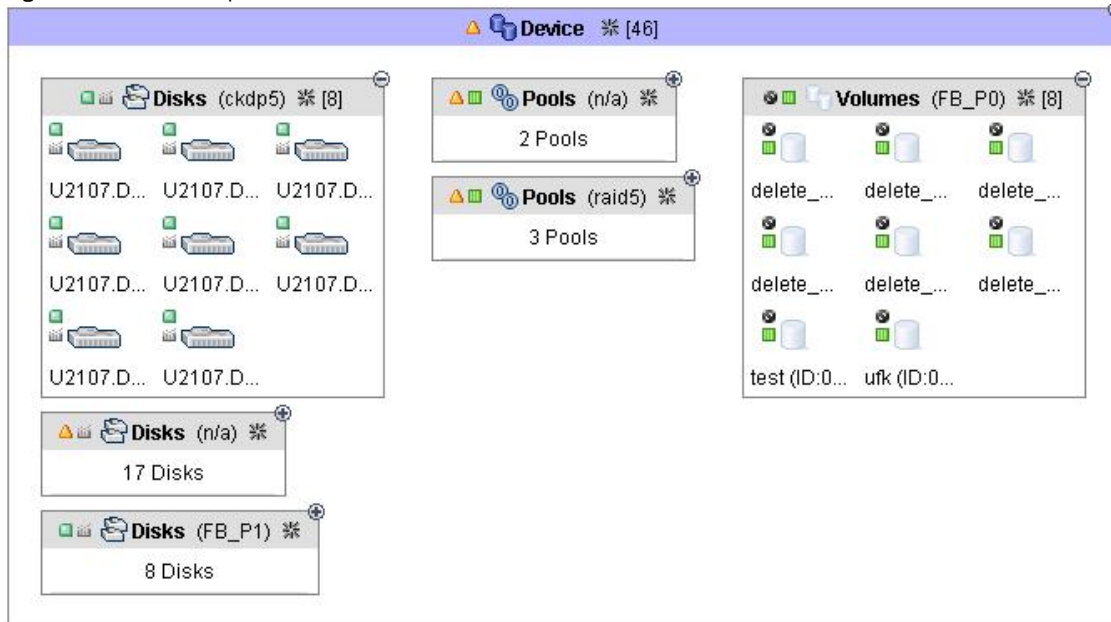 Device [46]
Disks (ckdp5) [8]
U2107.D... U2107.D... U2107.D...
U2107.D... U2107.D... U2107.D...
U2107.D... U2107.D...
Disks (n/a)
17 Disks
Disks (FB_P1)
8 Disks
Pools (n/a)
2 Pools
Pools (raid5)
3 Pools
Volumes (FB_P0) [8]
delete_... delete_... delete_...
delete_... delete_... delete_...
test (ID:0... ufk (ID:0...